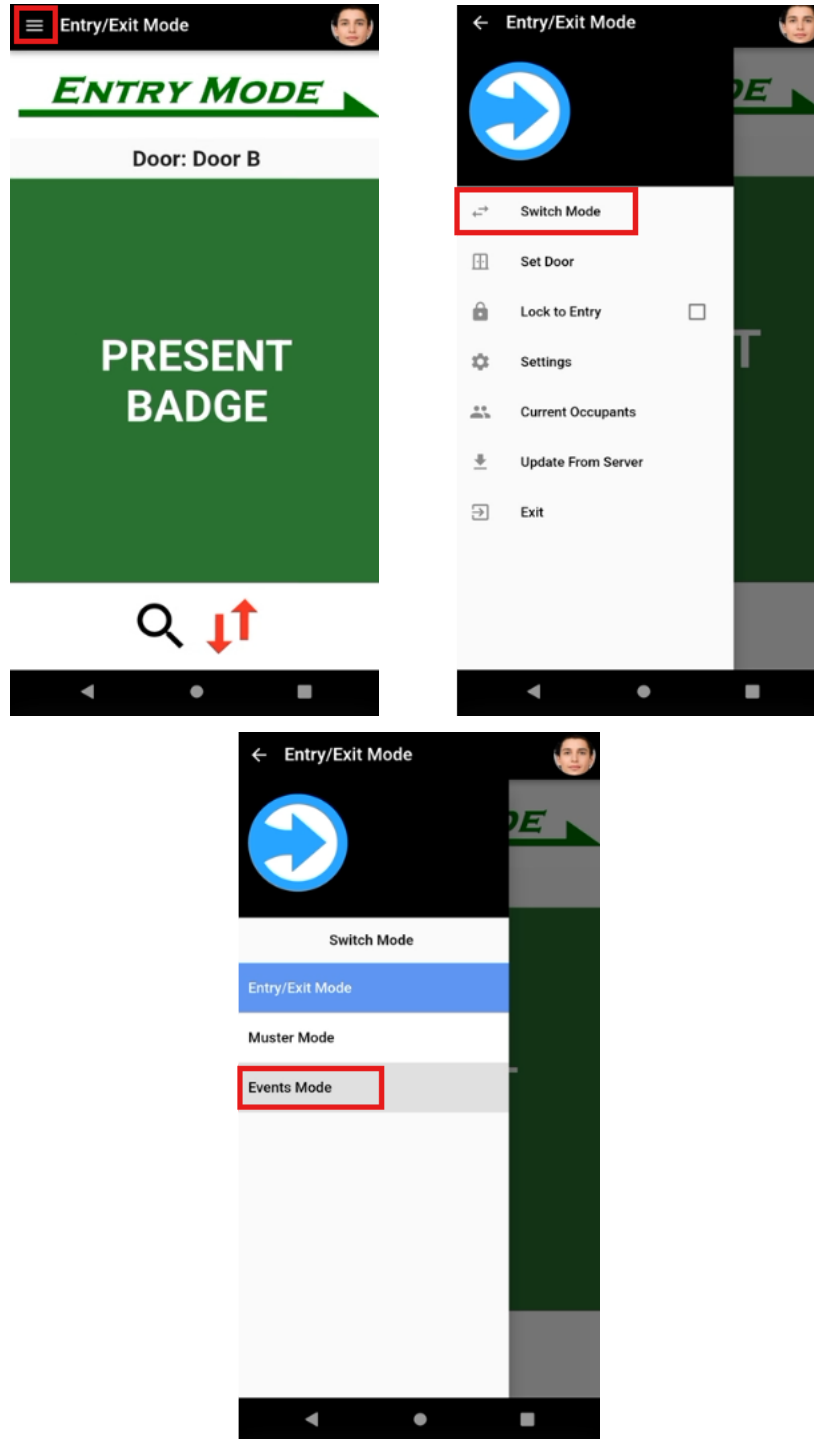 Entry/Exit Mode
ENTRY MODE
Door: Door B
PRESENT
BADGE
Entry/Exit Mode
DE
Switch Mode
Set Door
Lock to Entry
T
Settings
Current Occupants
Update From Server
Exit
Entry/Exit Mode
DE
Switch Mode
Entry/Exit Mode
Muster Mode
Events Mode